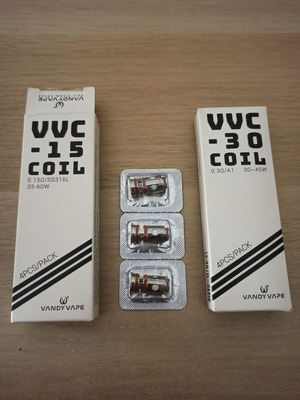 VANDYVAPE
VVC
-15
COIL
0.15Ω/SS316L
35-60W
4PCS/PACK
VANDYVAPE
VVC
-30
COIL
0.3Ω/A1 30~45W
4PCS/PACK
VANDYVAPE